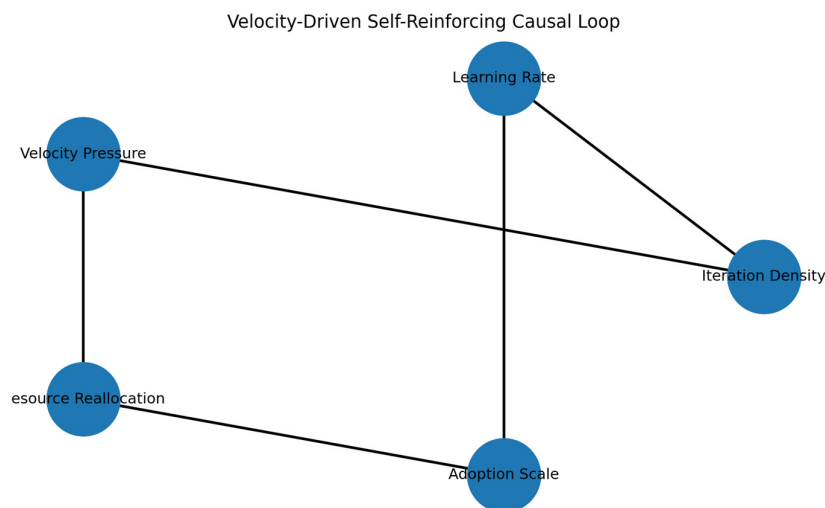 Velocity-Driven Self-Reinforcing Causal Loop
Learning Rate
Velocity Pressure
Iteration Density
esource Reallocation
Adoption Scale